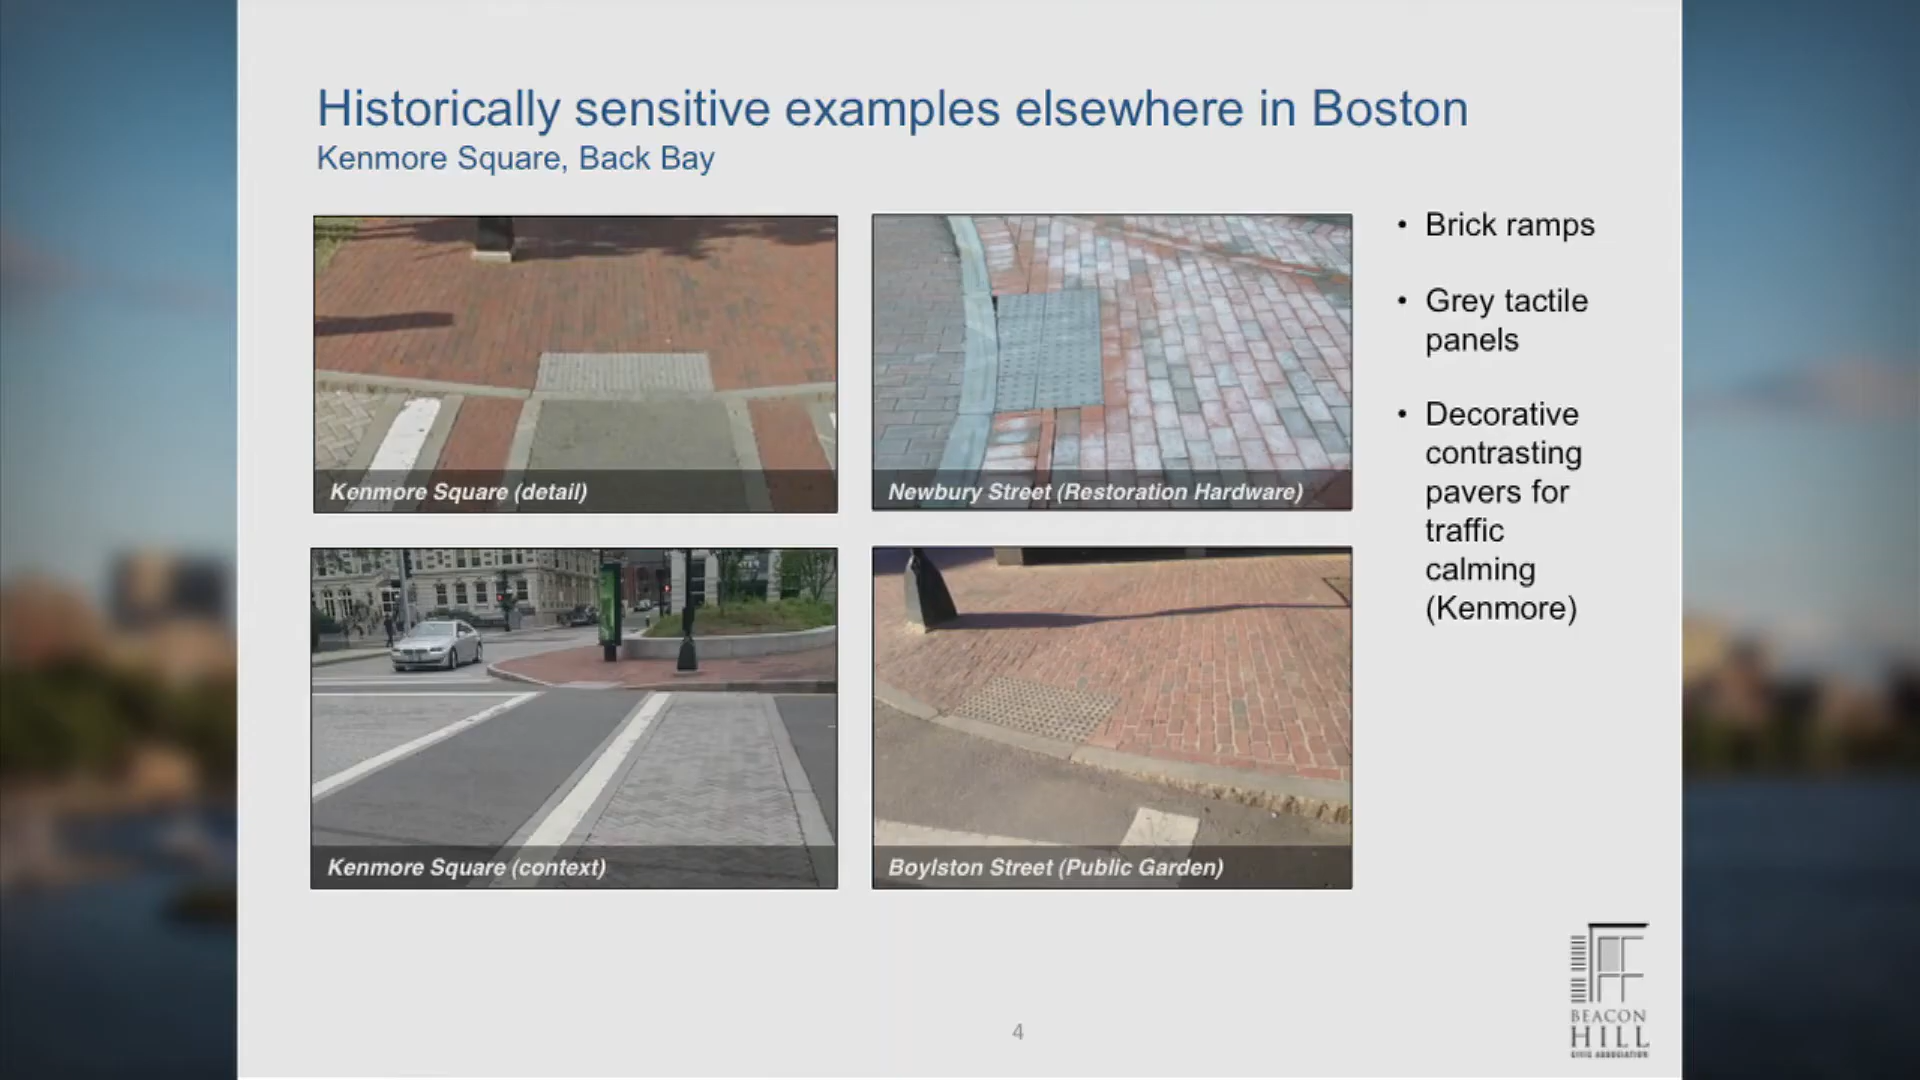 Historically sensitive examples elsewhere in Boston
Kenmore Square, Back Bay
Kenmore Square (detail)
Newbury Street (Restoration Hardware)
Kenmore Square (context)
Boylston Street (Public Garden)
• Brick ramps
• Grey tactile
panels
• Decorative
contrasting
pavers for
traffic
calming
(Kenmore)
4
BEACON
HILL
CIVIC ASSOCIATION